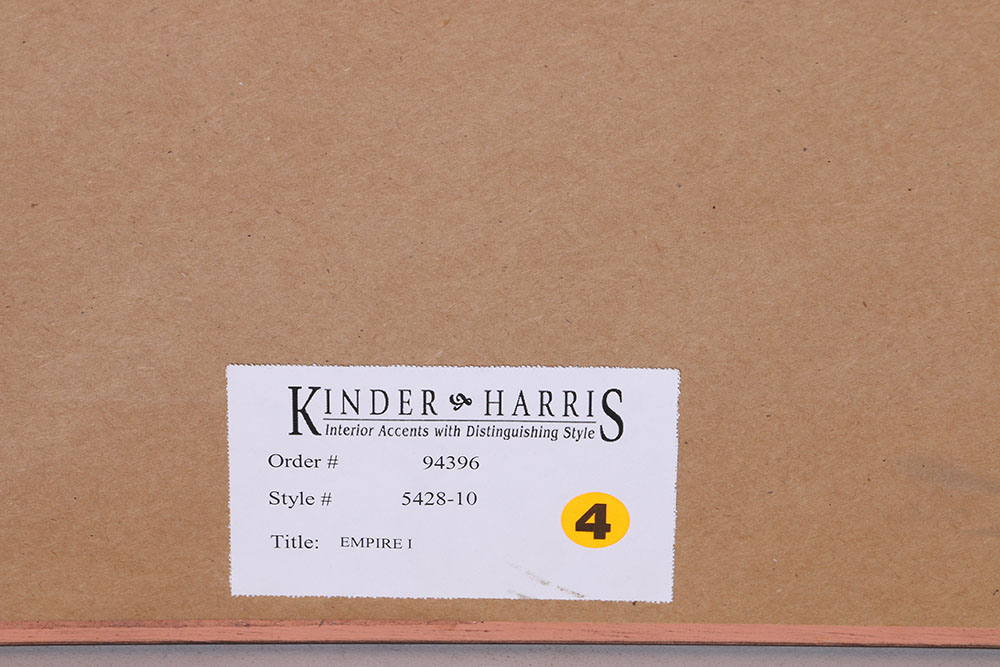 KINDER & HARRIS
Interior Accents with Distinguishing Style
Order # 94396
Style # 5428-10
4
Title: EMPIRE I